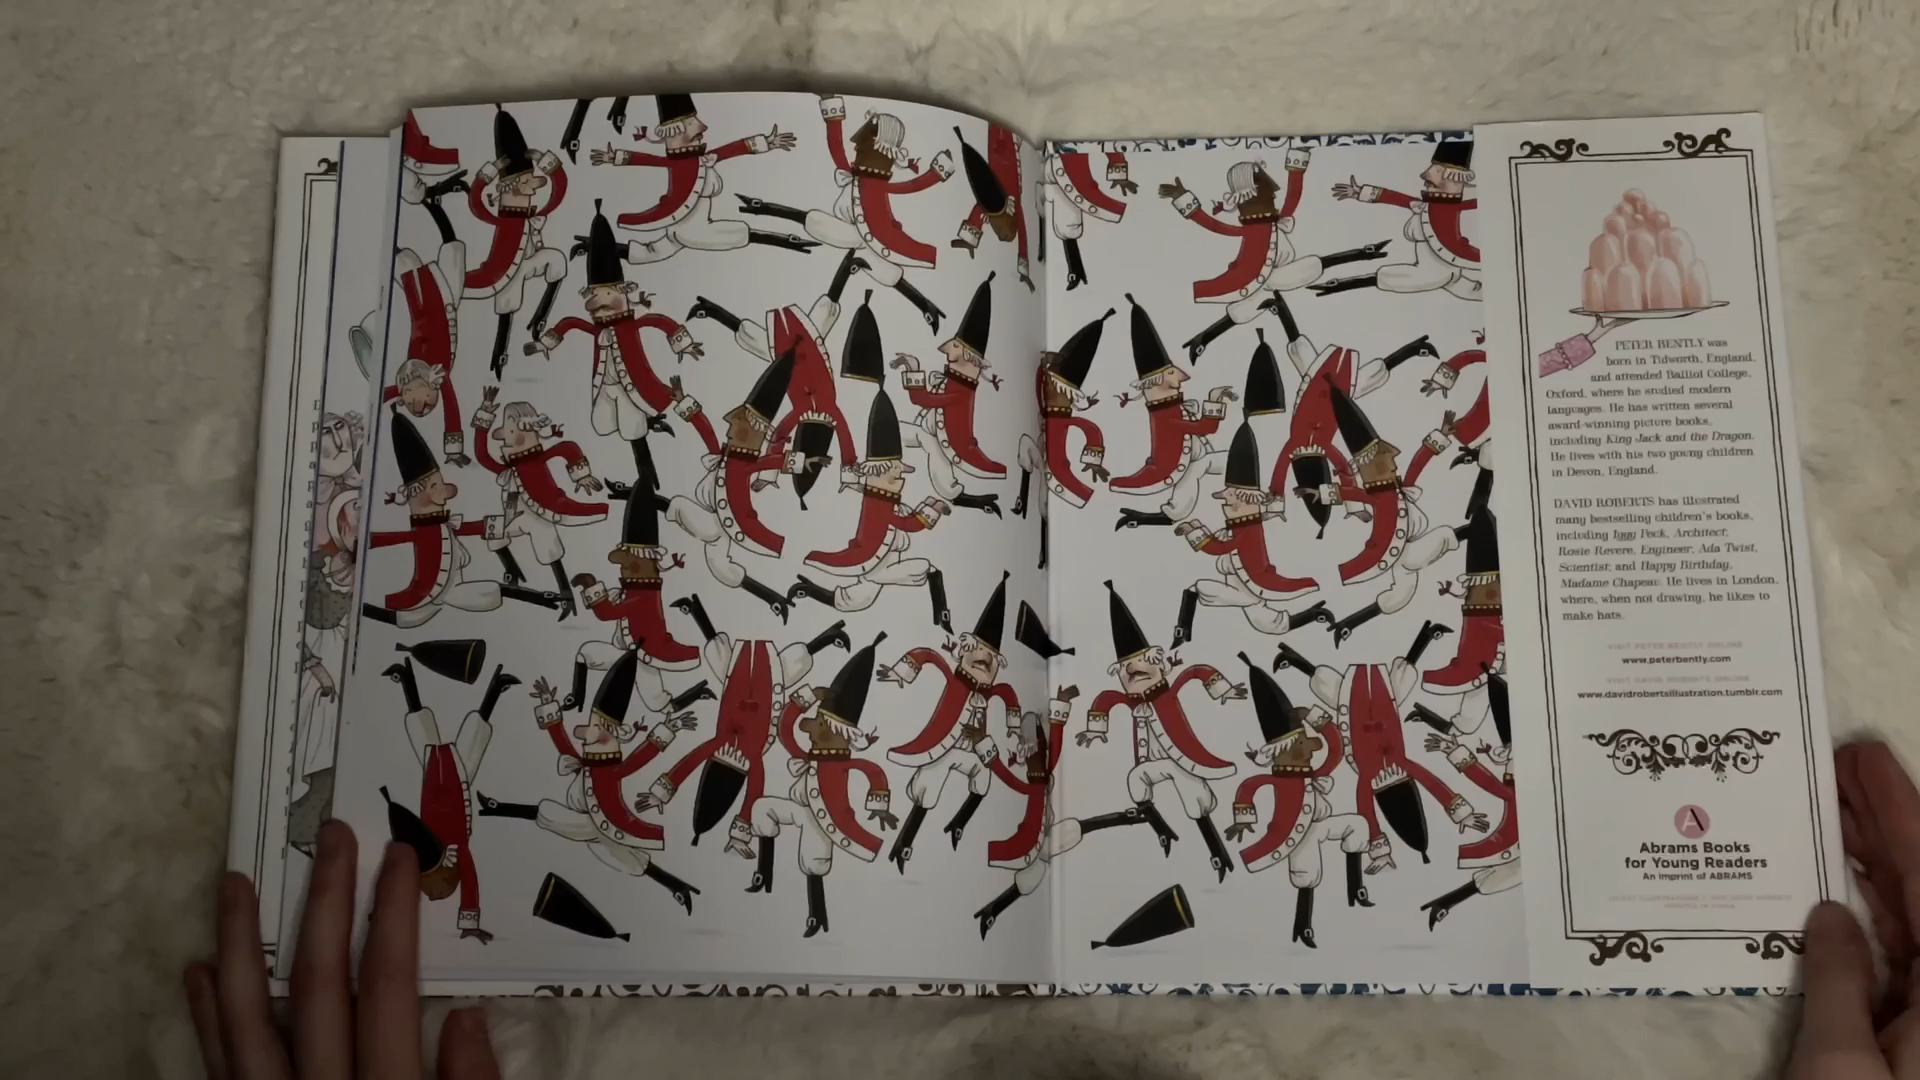 PETER BENTLY was
born in Tidworth, England,
and attended Balliol College,
Oxford, where he studied modern
languages. He has written several
award-winning picture books,
including King Jack and the Dragon.
He lives with his two young children
in Devon, England.
DAVID ROBERTS has illustrated
many bestselling children's books,
including Iggy Peck, Architect;
Rosie Revere, Engineer; Ada Twist,
Scientist; and Happy Birthday,
Madame Chapeau. He lives in London,
where, when not drawing, he likes to
make hats.
VISIT PETER BENTLY ONLINE
www.peterbently.com
VISIT DAVID ROBERTS ONLINE
www.davidrobertsillustration.tumblr.com
A
Abrams Books
for Young Readers
An imprint of ABRAMS